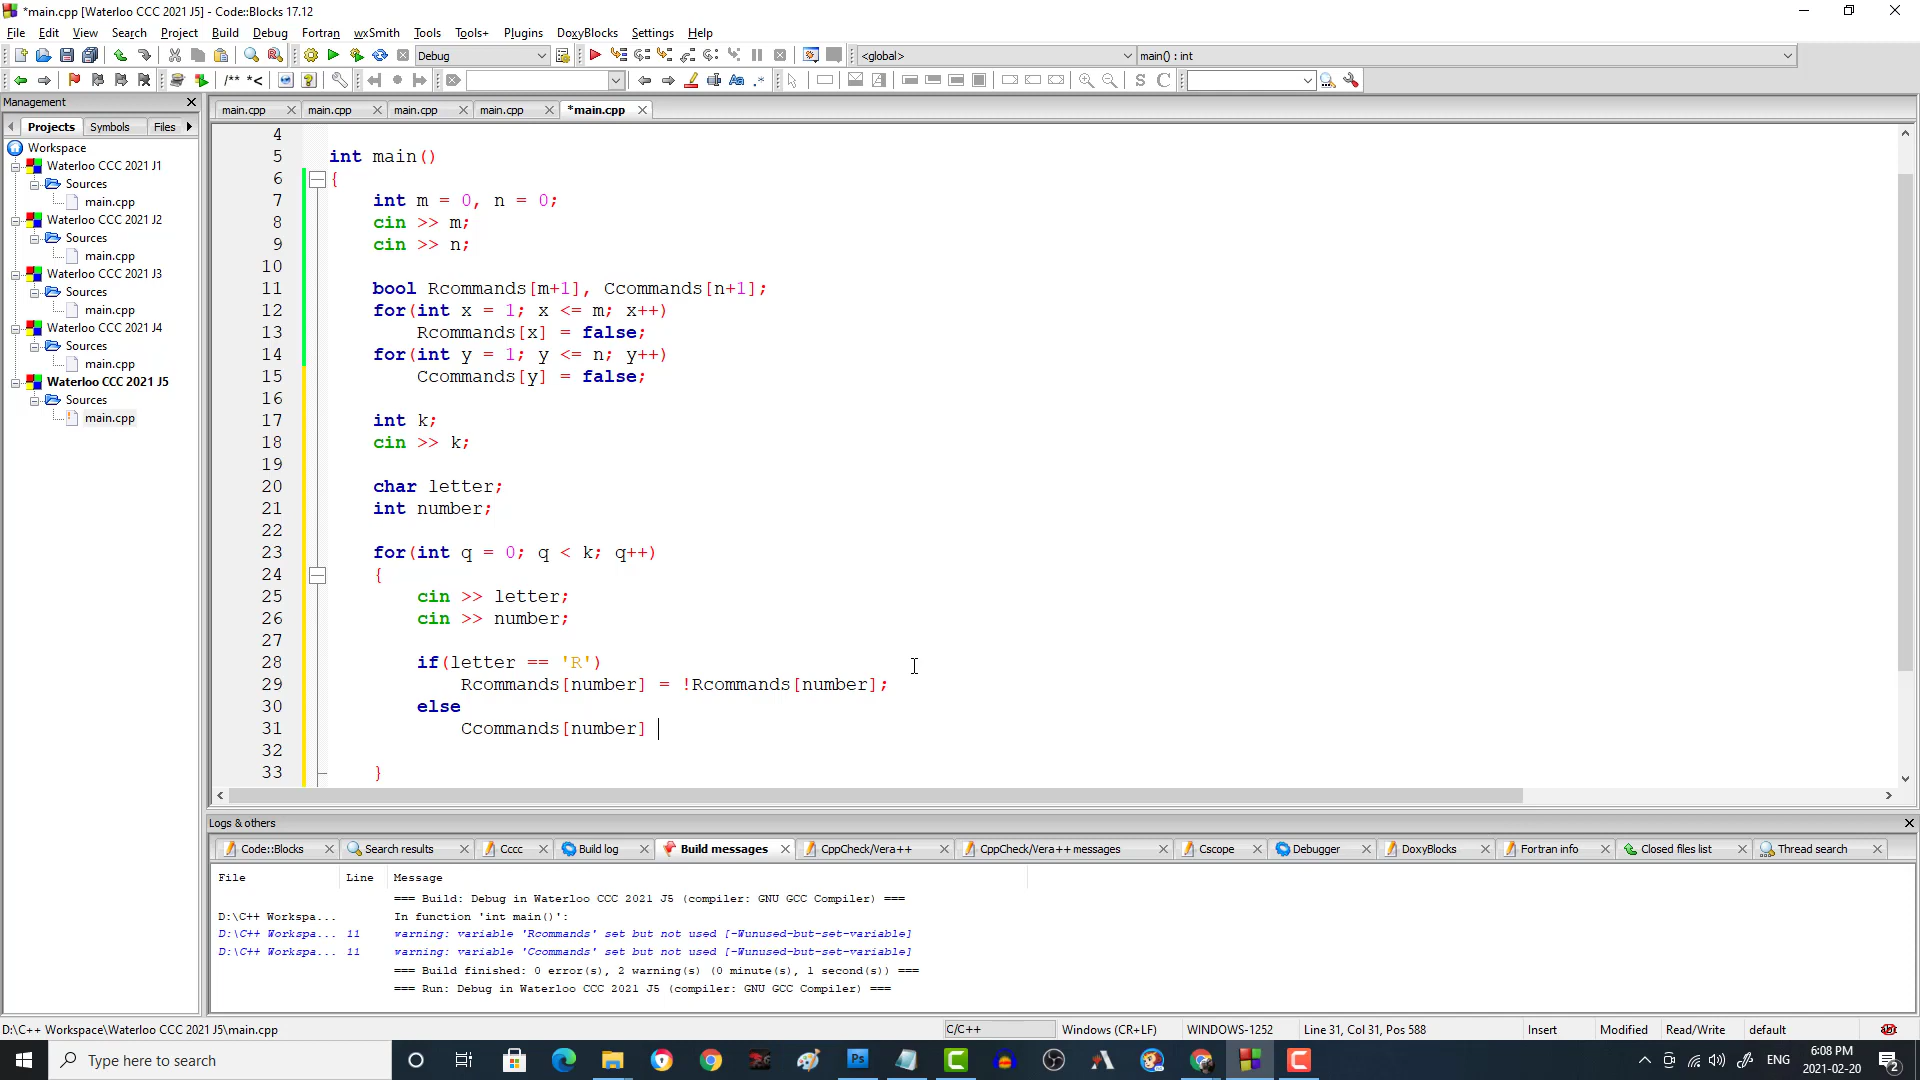 *main.cpp [Waterloo CCC 2021 J5] - Code::Blocks 17.12
File Edit View Search Project Build Debug Fortran wxSmith Tools Tools+ Plugins DoxyBlocks Settings Help
Debug <global> main() : int
/** *<
Management
Projects Symbols Files
main.cpp main.cpp main.cpp main.cpp *main.cpp
Workspace
Waterloo CCC 2021 J1
Sources
main.cpp
Waterloo CCC 2021 J2
Sources
main.cpp
Waterloo CCC 2021 J3
Sources
main.cpp
Waterloo CCC 2021 J4
Sources
main.cpp
Waterloo CCC 2021 J5
Sources
main.cpp
4
5 int main()
6 {
7 int m = 0, n = 0;
8 cin >> m;
9 cin >> n;
10
11 bool Rcommands[m+1], Ccommands[n+1];
12 for(int x = 1; x <= m; x++)
13 Rcommands[x] = false;
14 for(int y = 1; y <= n; y++)
15 Ccommands[y] = false;
16
17 int k;
18 cin >> k;
19
20 char letter;
21 int number;
22
23 for(int q = 0; q < k; q++)
24 {
25 cin >> letter;
26 cin >> number;
27
28 if(letter == 'R')
29 Rcommands[number] = !Rcommands[number];
30 else
31 Ccommands[number]
32
33 }
Logs & others
Code::Blocks Search results Cccc Build log Build messages CppCheck/Vera++ CppCheck/Vera++ messages Cscope Debugger DoxyBlocks Fortran info Closed files list Thread search
File Line Message
=== Build: Debug in Waterloo CCC 2021 J5 (compiler: GNU GCC Compiler) ===
D:\C++ Workspa... In function 'int main()':
D:\C++ Workspa... 11 warning: variable 'Rcommands' set but not used [-Wunused-but-set-variable]
D:\C++ Workspa... 11 warning: variable 'Ccommands' set but not used [-Wunused-but-set-variable]
=== Build finished: 0 error(s), 2 warning(s) (0 minute(s), 1 second(s)) ===
=== Run: Debug in Waterloo CCC 2021 J5 (compiler: GNU GCC Compiler) ===
D:\C++ Workspace\Waterloo CCC 2021 J5\main.cpp C/C++ Windows (CR+LF) WINDOWS-1252 Line 31, Col 31, Pos 588 Insert Modified Read/Write default
Type here to search
Ps
ENG
6:08 PM
2021-02-20
2